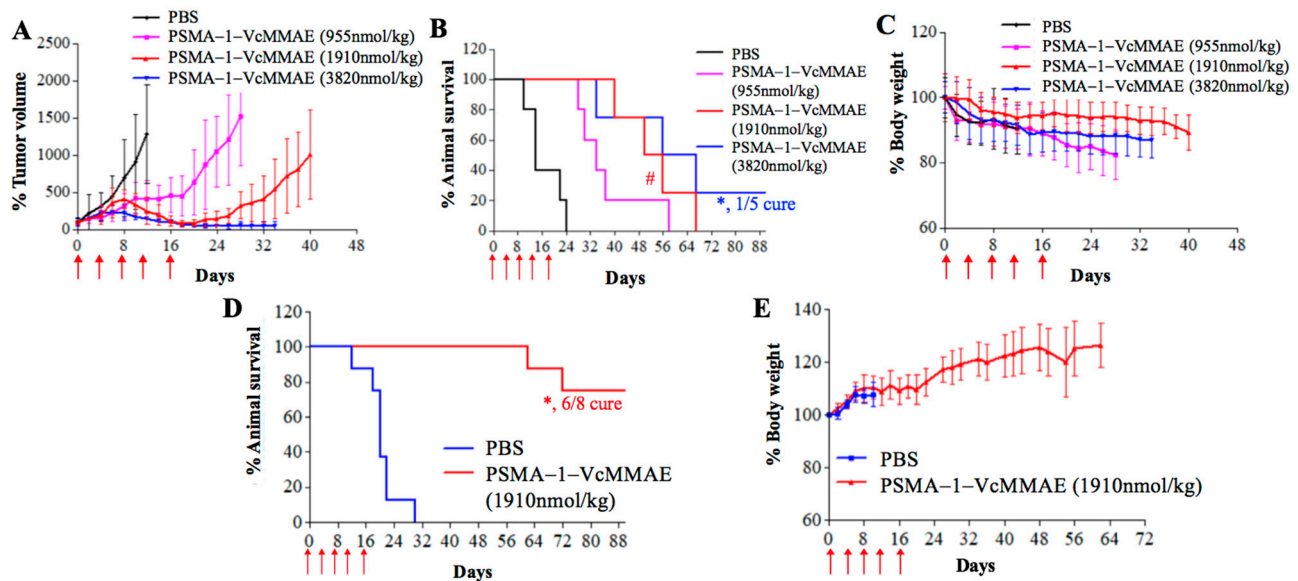 A
PBS
PSMA–1–VcMMAE (955nmol/kg)
PSMA–1–VcMMAE (1910nmol/kg)
PSMA–1–VcMMAE (3820nmol/kg)
% Tumor volume
2500
2000
1500
1000
500
0
0 8 16 24 32 40 48
Days
B
PBS
PSMA–1–VcMMAE
(955nmol/kg)
PSMA–1–VcMMAE
(1910nmol/kg)
PSMA–1–VcMMAE
(3820nmol/kg)
% Animal survival
120
100
80
60
40
20
0
#
*, 1/5 cure
0 8 16 24 32 40 48 56 64 72 80 88
Days
C
PBS
PSMA–1–VcMMAE (955nmol/kg)
PSMA–1–VcMMAE (1910nmol/kg)
PSMA–1–VcMMAE (3820nmol/kg)
% Body weight
120
100
80
60
0 8 16 24 32 40 48
Days
D
% Animal survival
120
100
80
60
40
20
0
*, 6/8 cure
PBS
PSMA–1–VcMMAE
(1910nmol/kg)
0 8 16 24 32 40 48 56 64 72 80 88
Days
E
% Body weight
140
120
100
80
60
PBS
PSMA–1–VcMMAE (1910nmol/kg)
0 8 16 24 32 40 48 56 64 72
Days